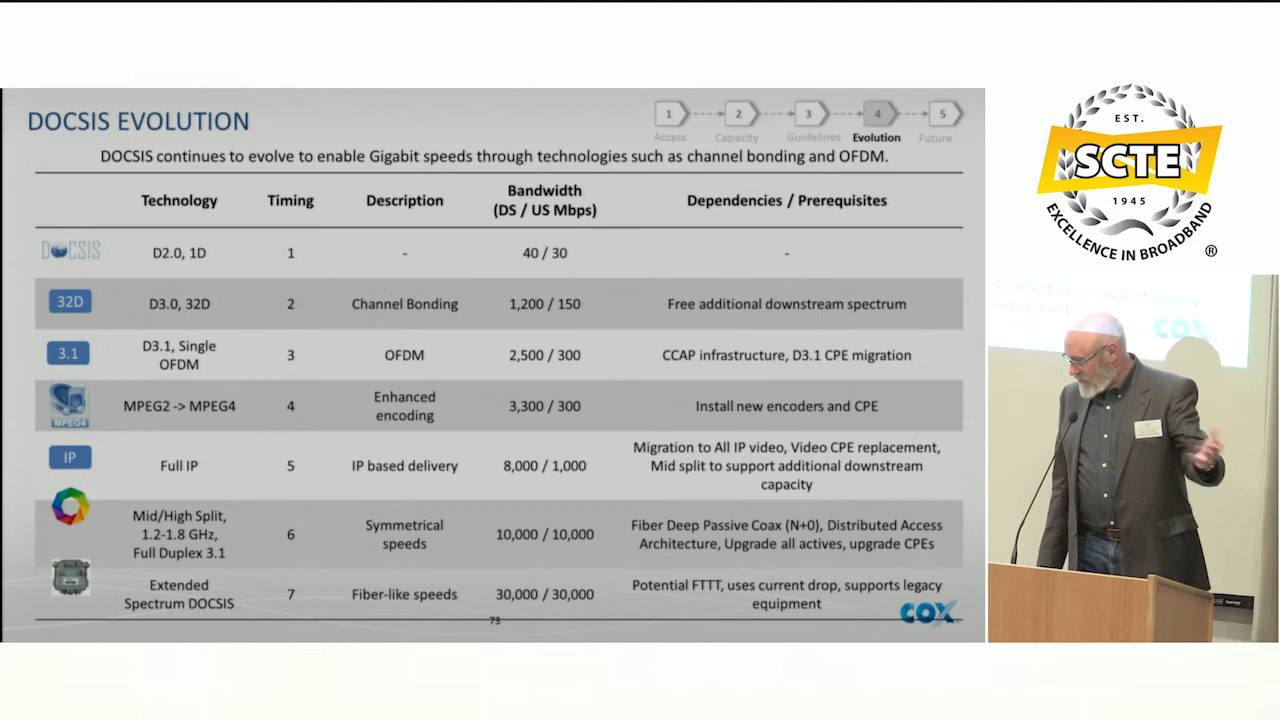 DOCSIS EVOLUTION
1 2 3 4 5
Access Capacity Guidelines Evolution Future
DOCSIS continues to evolve to enable Gigabit speeds through technologies such as channel bonding and OFDM.
Technology Timing Description Bandwidth (DS / US Mbps) Dependencies / Prerequisites
DOCSIS D2.0, 1D 1 - 40 / 30 -
32D D3.0, 32D 2 Channel Bonding 1,200 / 150 Free additional downstream spectrum
3.1 D3.1, Single OFDM 3 OFDM 2,500 / 300 CCAP infrastructure, D3.1 CPE migration
MPEG4 MPEG2 -> MPEG4 4 Enhanced encoding 3,300 / 300 Install new encoders and CPE
IP Full IP 5 IP based delivery 8,000 / 1,000 Migration to All IP video, Video CPE replacement, Mid split to support additional downstream capacity
Mid/High Split, 1.2-1.8 GHz, Full Duplex 3.1 6 Symmetrical speeds 10,000 / 10,000 Fiber Deep Passive Coax (N+0), Distributed Access Architecture, Upgrade all actives, upgrade CPEs
Extended Spectrum DOCSIS 7 Fiber-like speeds 30,000 / 30,000 Potential FTTT, uses current drop, supports legacy equipment
73
COX
EST.
SCTE
1945
EXCELLENCE IN BROADBAND
®
COX